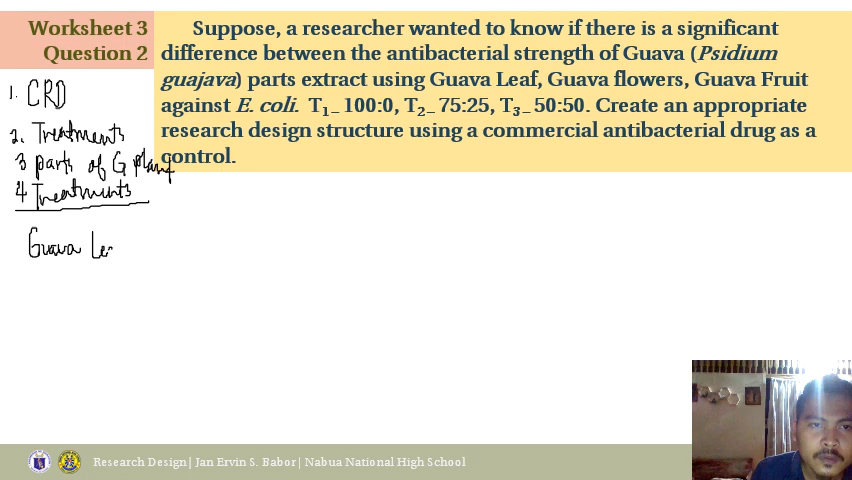 Worksheet 3
Question 2
Suppose, a researcher wanted to know if there is a significant
difference between the antibacterial strength of Guava (Psidium
guajava) parts extract using Guava Leaf, Guava flowers, Guava Fruit
against E. coli. T1– 100:0, T2– 75:25, T3– 50:50. Create an appropriate
research design structure using a commercial antibacterial drug as a
control.
1. CRD
2. Treatments
3 parts of G plant
4 Treatments
Guava Le
Research Design| Jan Ervin S. Babor| Nabua National High School